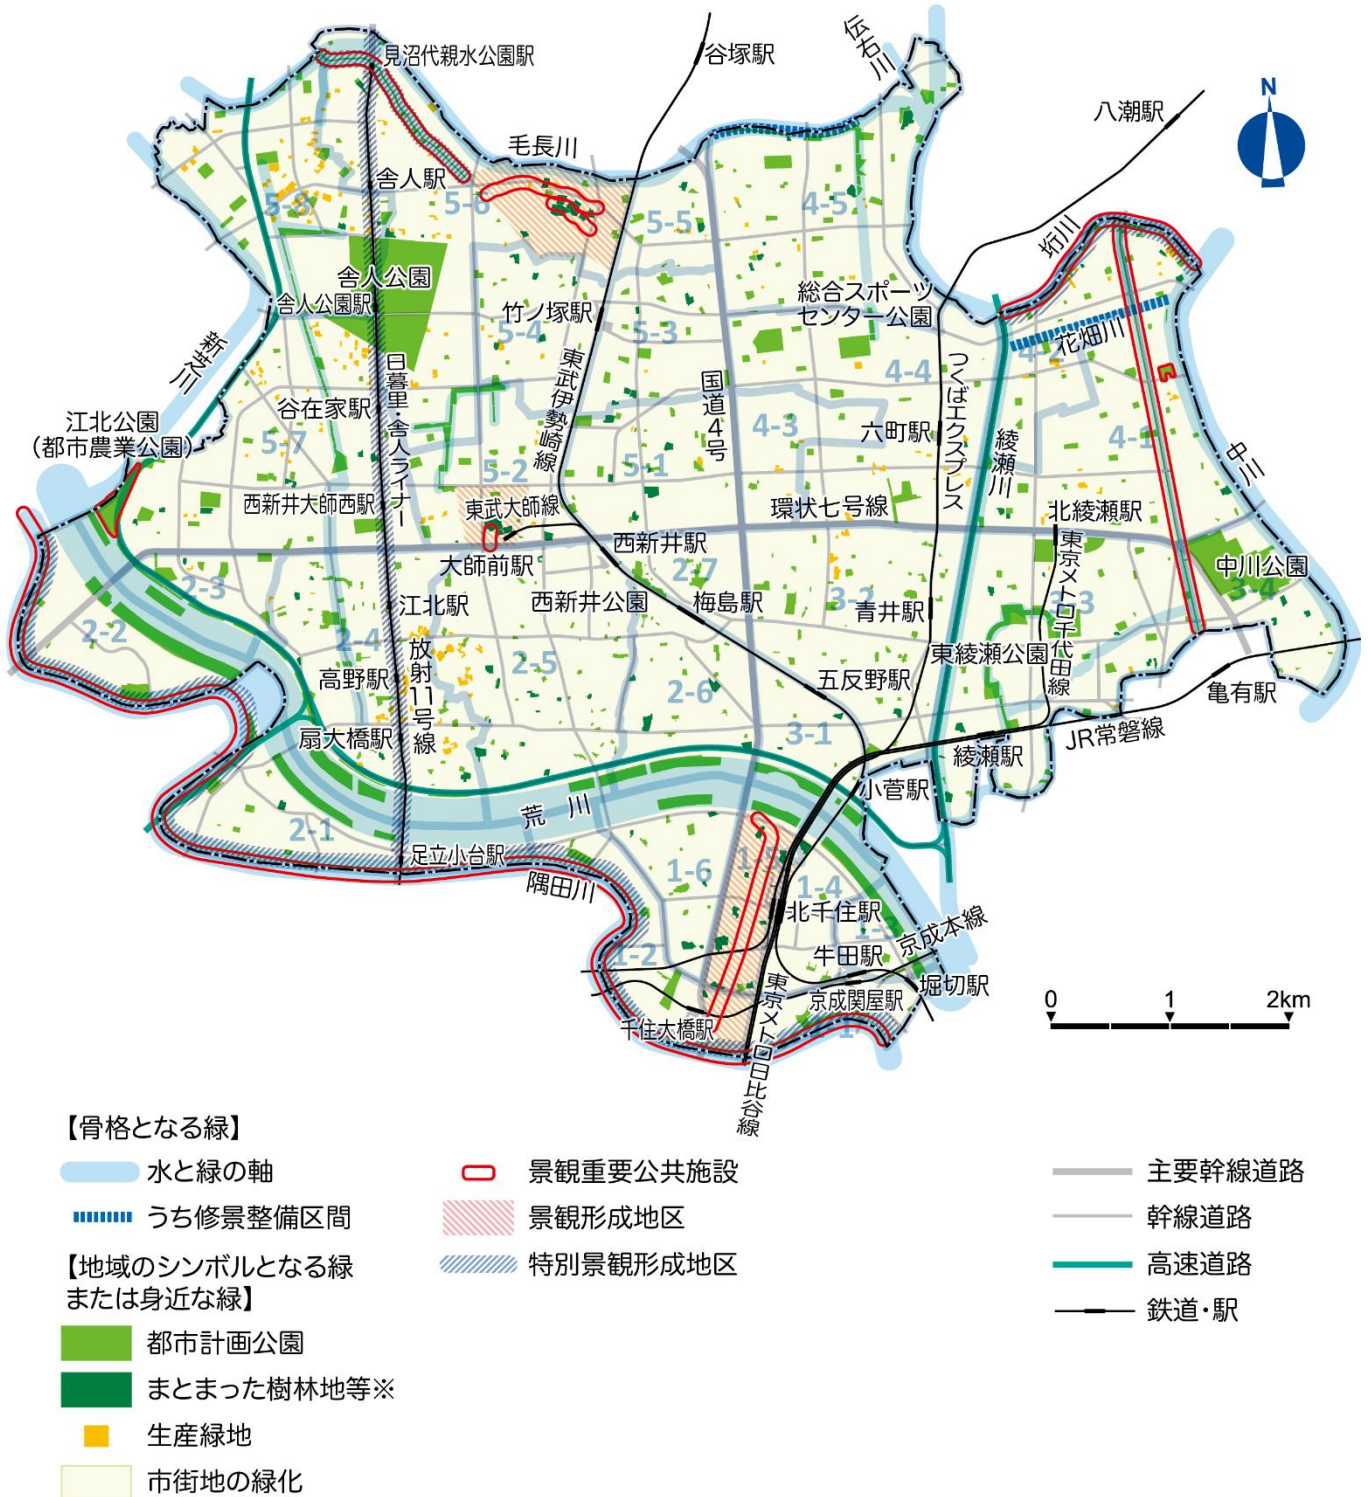 見沼代親水公園駅
谷塚駅
伝右川
八潮駅
N
毛長川
舎人駅
5-8
5-6
5-5
4-5
垳川
舎人公園
舎人公園駅
竹ノ塚駅
総合スポーツ
センター公園
5-4
5-3
花畑川
4-2
4-4
新芝川
日暮里・舎人ライナー
東武伊勢崎線
国道4号
つくばエクスプレス
谷在家駅
江北公園
(都市農業公園)
5-7
4-3
六町駅
綾瀬川
4-1
中川
5-2
5-1
西新井大師西駅
東武大師線
環状七号線
北綾瀬駅
西新井駅
大師前駅
2-7
中川公園
3-4
2-3
江北駅
西新井公園
梅島駅
3-2
青井駅
3-3
東京メトロ千代田線
2-2
2-4
放射11号線
2-5
高野駅
東綾瀬公園
2-6
五反野駅
亀有駅
扇大橋駅
3-1
JR常磐線
綾瀬駅
小菅駅
荒川
2-1
足立小台駅
隅田川
1-6
1-5
1-4
北千住駅
1-3
京成本線
1-2
牛田駅
堀切駅
京成関屋駅
千住大橋駅
東京メトロ日比谷線
0 1 2km
【骨格となる緑】
水と緑の軸
うち修景整備区間
【地域のシンボルとなる緑
または身近な緑】
都市計画公園
まとまった樹林地等※
生産緑地
市街地の緑化
景観重要公共施設
景観形成地区
特別景観形成地区
主要幹線道路
幹線道路
高速道路
鉄道・駅